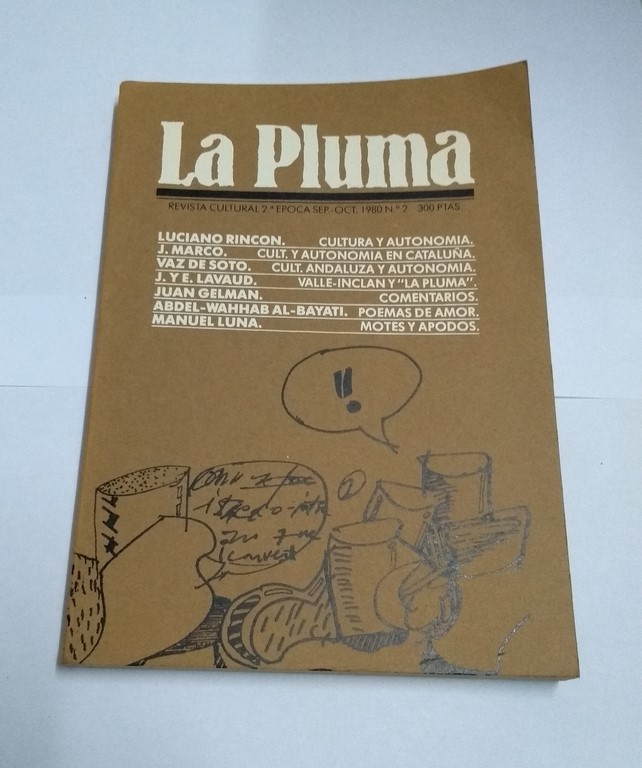 La Pluma
REVISTA CULTURAL 2.ª EPOCA SEP.-OCT. 1980 N.º 2 300 PTAS.
LUCIANO RINCON. CULTURA Y AUTONOMIA.
J. MARCO. CULT. Y AUTONOMIA EN CATALUÑA.
VAZ DE SOTO. CULT. ANDALUZA Y AUTONOMIA.
J. Y E. LAVAUD. VALLE-INCLAN Y "LA PLUMA".
JUAN GELMAN. COMENTARIOS.
ABDEL-WAHHAB AL-BAYATI. POEMAS DE AMOR.
MANUEL LUNA. MOTES Y APODOS.